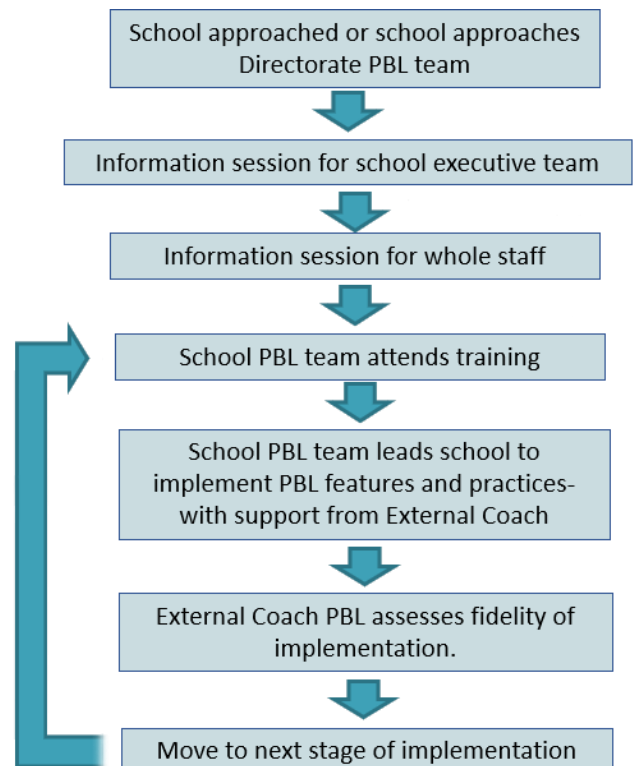 School approached or school approaches
Directorate PBL team
Information session for school executive team
Information session for whole staff
School PBL team attends training
School PBL team leads school to
implement PBL features and practices-
with support from External Coach
External Coach PBL assesses fidelity of
implementation.
Move to next stage of implementation